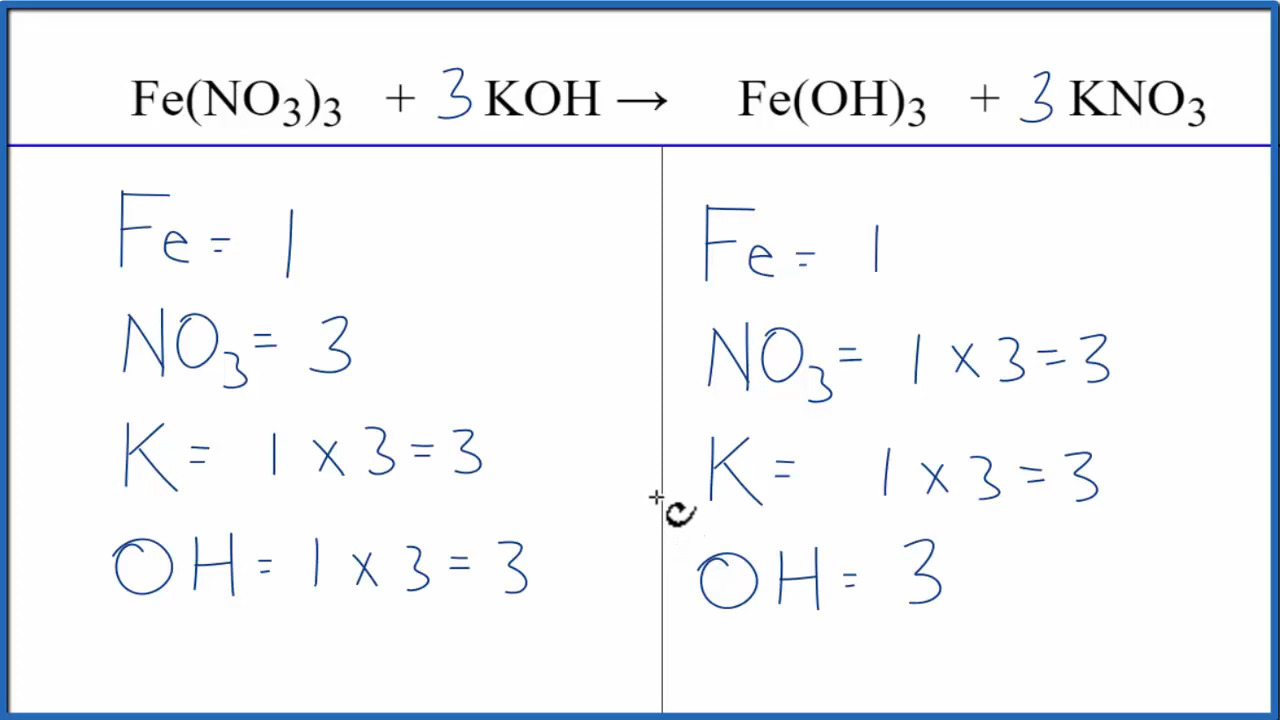 Fe(NO₃)₃ + 3 KOH → Fe(OH)₃ + 3 KNO₃
Fe = 1
NO₃ = 3
K = 1 x 3 = 3
OH = 1 x 3 = 3
Fe = 1
NO₃ = 1 x 3 = 3
K = 1 x 3 = 3
OH = 3